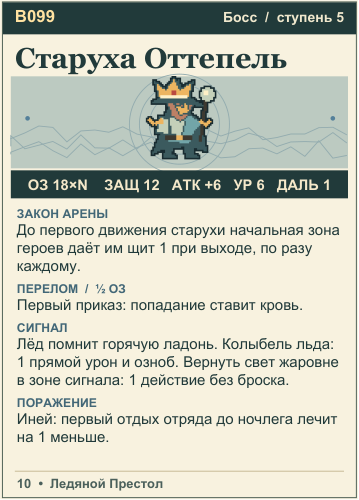 B099
Босс / ступень 5
Старуха Оттепель
ОЗ 18×N ЗАЩ 12 АТК +6 УР 6 ДАЛЬ 1
ЗАКОН АРЕНЫ
До первого движения старухи начальная зона
героев даёт им щит 1 при выходе, по разу
каждому.
ПЕРЕЛОМ / ½ ОЗ
Первый приказ: попадание ставит кровь.
СИГНАЛ
Лёд помнит горячую ладонь. Колыбель льда:
1 прямой урон и озноб. Вернуть свет жаровне
в зоне сигнала: 1 действие без броска.
ПОРАЖЕНИЕ
Иней: первый отдых отряда до ночлега лечит
на 1 меньше.
10 • Ледяной Престол